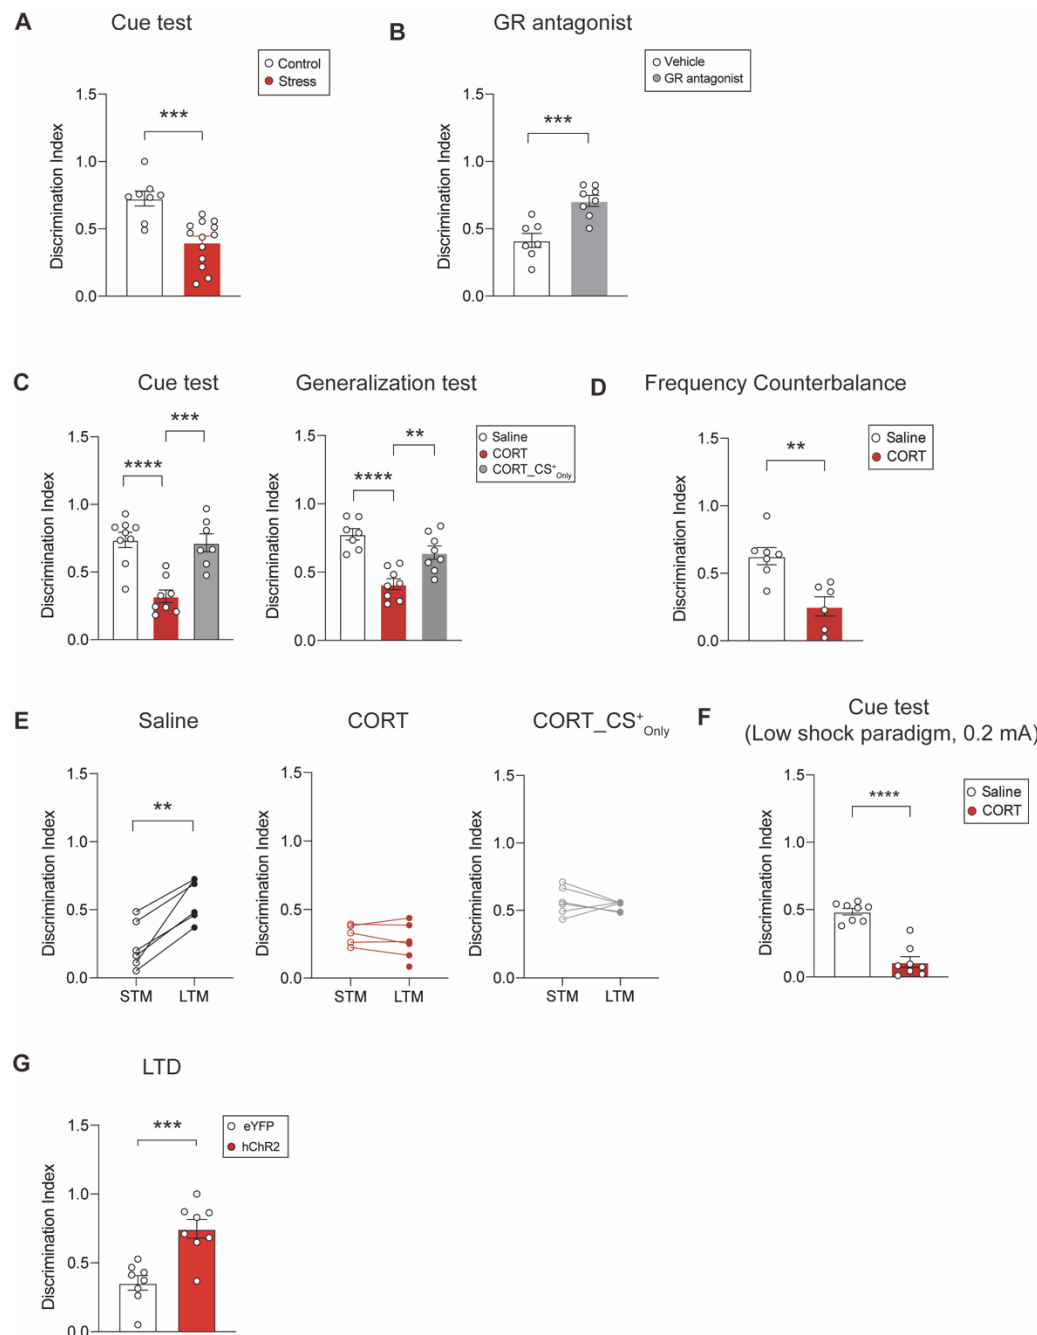 A
Cue test
Control
Stress
***
1.5
1.0
0.5
0.0
Discrimination Index
B
GR antagonist
Vehicle
GR antagonist
***
1.5
1.0
0.5
0.0
Discrimination Index
C
Cue test
****
***
1.5
1.0
0.5
0.0
Discrimination Index
Generalization test
Saline
CORT
CORT_CS+Only
****
**
1.5
1.0
0.5
0.0
Discrimination Index
D
Frequency Counterbalance
Saline
CORT
**
1.5
1.0
0.5
0.0
Discrimination Index
E
Saline
**
1.5
1.0
0.5
0.0
Discrimination Index
STM LTM
CORT
1.5
1.0
0.5
0.0
Discrimination Index
STM LTM
CORT_CS+Only
1.5
1.0
0.5
0.0
Discrimination Index
STM LTM
F
Cue test
(Low shock paradigm, 0.2 mA)
Saline
CORT
****
1.5
1.0
0.5
0.0
Discrimination Index
G
LTD
eYFP
hChR2
***
1.5
1.0
0.5
0.0
Discrimination Index